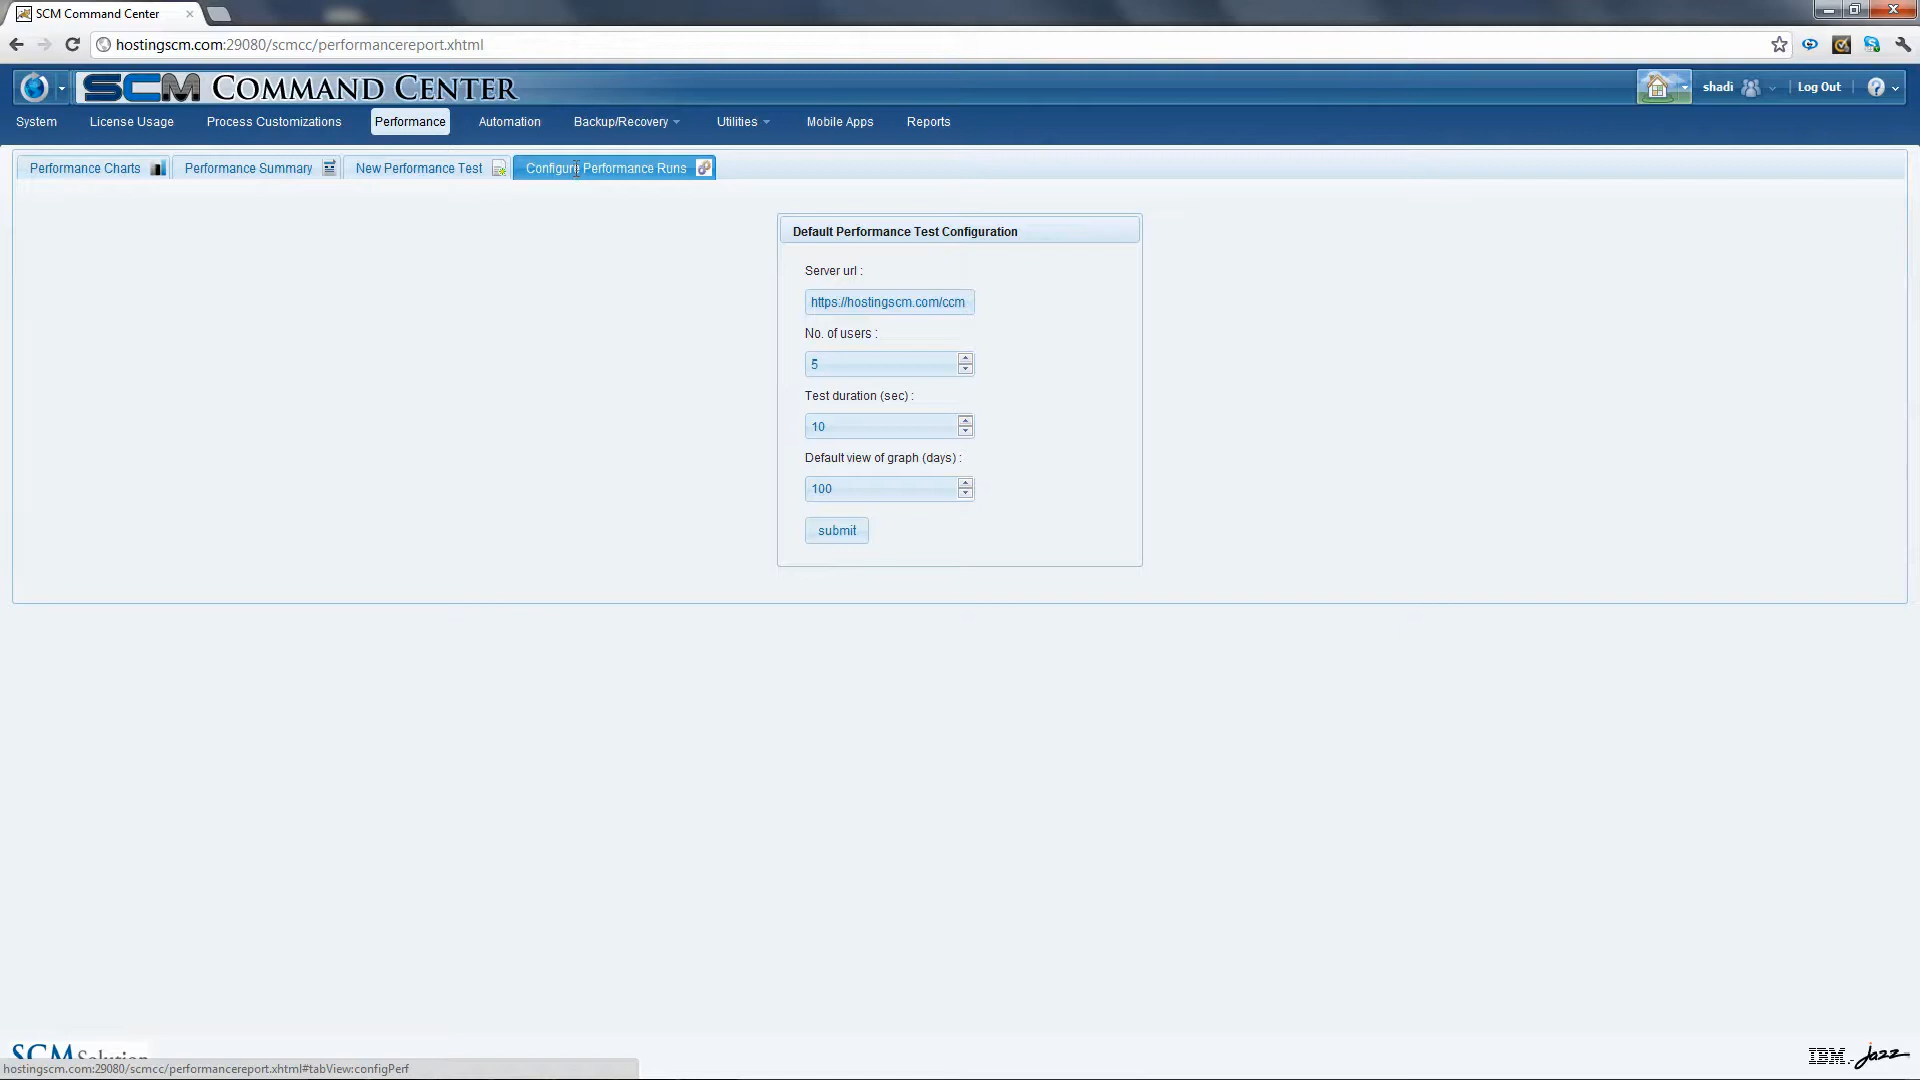 SCM Command Center
hostingscm.com:29080/scmcc/performancereport.xhtml
SCM COMMAND CENTER
shadi
Log Out
System
License Usage
Process Customizations
Performance
Automation
Backup/Recovery
Utilities
Mobile Apps
Reports
Performance Charts
Performance Summary
New Performance Test
Configure Performance Runs
Default Performance Test Configuration
Server url :
https://hostingscm.com/ccm
No. of users :
5
Test duration (sec) :
10
Default view of graph (days) :
100
submit
SCM Solution
hostingscm.com:29080/scmcc/performancereport.xhtml#tabView:configPerf
IBM. Jazz